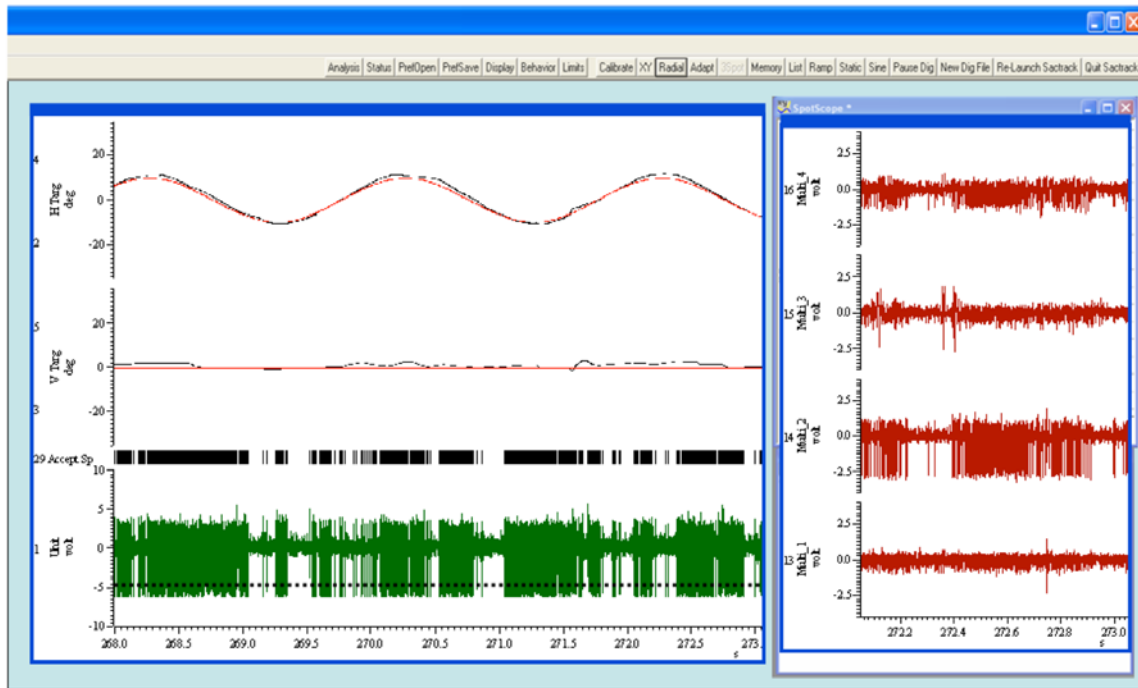 Analysis Status PrefOpen PrefSave Display Behavior Limits Calibrate XY Radial Adapt 3Spot Memory List Ramp Static Sine Pause Dig New Dig File Re-Launch Sactrack Quit Sactrack
4
H Targ
deg
2
20
0
-20
5
V Targ
deg
3
20
0
-20
29 Accept.Sp
1
Unit
volt
10
5
0
-5
-10
268.0 268.5 269.0 269.5 270.0 270.5 271.0 271.5 272.0 272.5 273.
s
SpotScope *
16
Multi_4
volt
2.5
0.0
-2.5
15
Multi_3
volt
2.5
0.0
-2.5
14
Multi_2
volt
2.5
0.0
-2.5
13
Multi_1
volt
2.5
0.0
-2.5
272.2 272.4 272.6 272.8 273.0
s